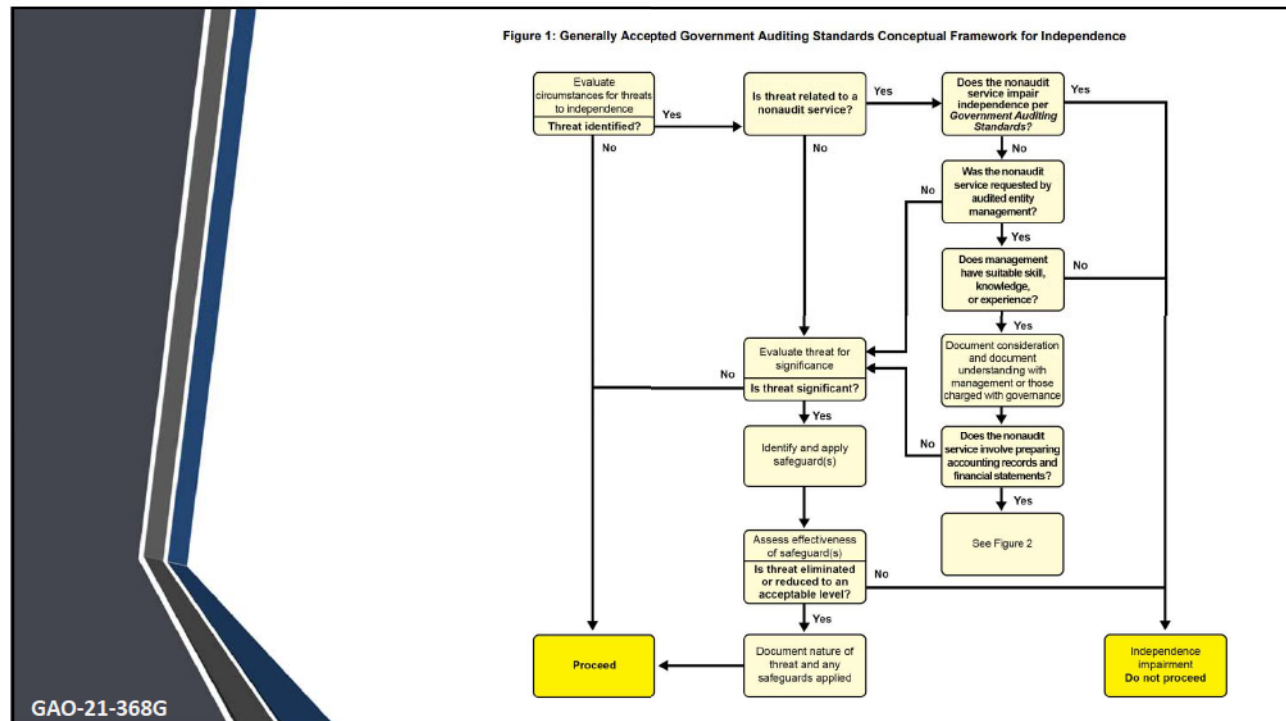 Figure 1: Generally Accepted Government Auditing Standards Conceptual Framework for Independence
Evaluate
circumstances for threats
to independence
Threat identified?
Yes
No
Is threat related to a
nonaudit service?
Yes
No
Does the nonaudit
service impair
independence per
Government Auditing
Standards?
Yes
No
Was the nonaudit
service requested by
audited entity
management?
No
Yes
Does management
have suitable skill,
knowledge,
or experience?
No
Yes
Evaluate threat for
significance
Is threat significant?
No
Yes
Document consideration
and document
understanding with
management or those
charged with governance
Identify and apply
safeguard(s)
Does the nonaudit
service involve preparing
accounting records and
financial statements?
No
Yes
See Figure 2
Assess effectiveness
of safeguard(s)
Is threat eliminated
or reduced to an
acceptable level?
No
Yes
Proceed
Document nature of
threat and any
safeguards applied
Independence
impairment
Do not proceed
GAO-21-368G